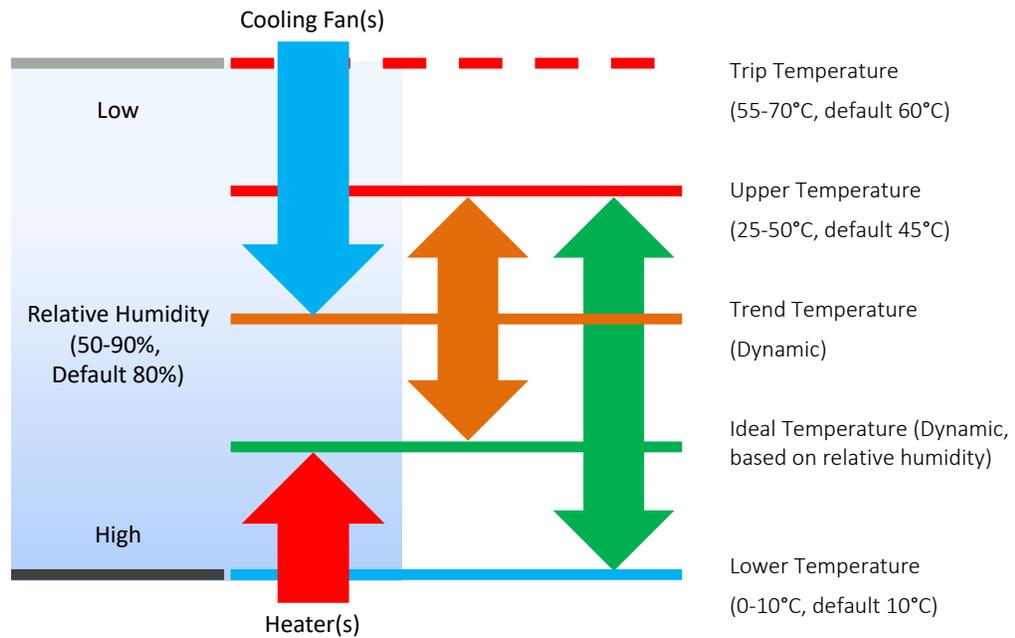 Cooling Fan(s)
Low
Relative Humidity
(50-90%,
Default 80%)
High
Heater(s)
Trip Temperature
(55-70°C, default 60°C)
Upper Temperature
(25-50°C, default 45°C)
Trend Temperature
(Dynamic)
Ideal Temperature (Dynamic,
based on relative humidity)
Lower Temperature
(0-10°C, default 10°C)